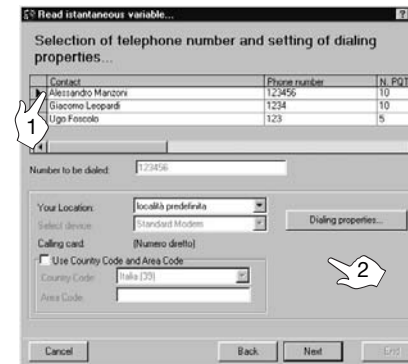 Read istantaneous variable...
Selection of telephone number and setting of dialing
properties...
Contact Phone number N. PQT
Alessandro Manzoni 123456 10
Giacomo Leopardi 1234 10
Ugo Foscolo 123 5
1
Number to be dialed: 123456
Your Location: località predefinita
Dialing properties...
Select device: Standard Modem
Calling card: (Numero diretto)
2
Use Country Code and Area Code
Country Code: Italia (39)
Area Code:
Cancel Back Next End